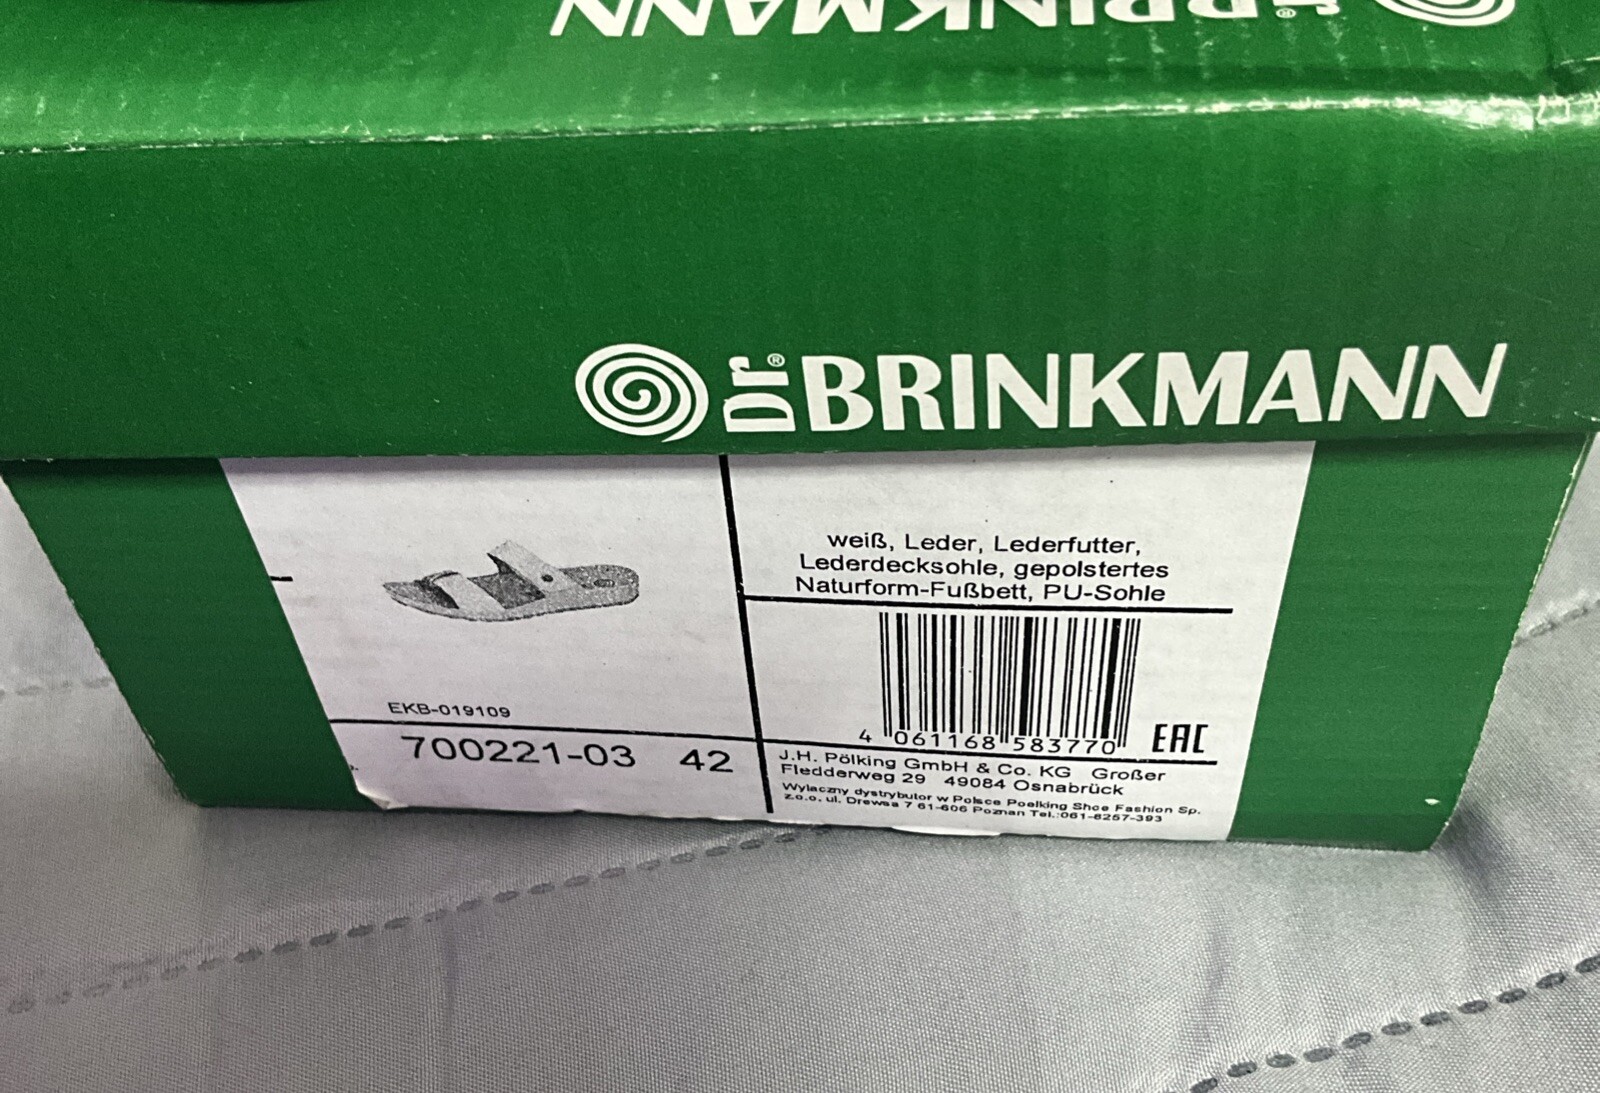 Dr.® BRINKMANN
Dr® BRINKMANN
weiß, Leder, Lederfutter,
Lederdecksohle, gepolstertes
Naturform-Fußbett, PU-Sohle
EKB-019109
700221-03 42
4 061168 583770 EAC
J.H. Pölking GmbH & Co. KG Großer
Fledderweg 29 49084 Osnabrück
Wylaczny dystrybutor w Polsce Poelking Shoe Fashion Sp.
z.o.o. ul. Drewsa 7 61-606 Poznan Tel.:061-8257-393